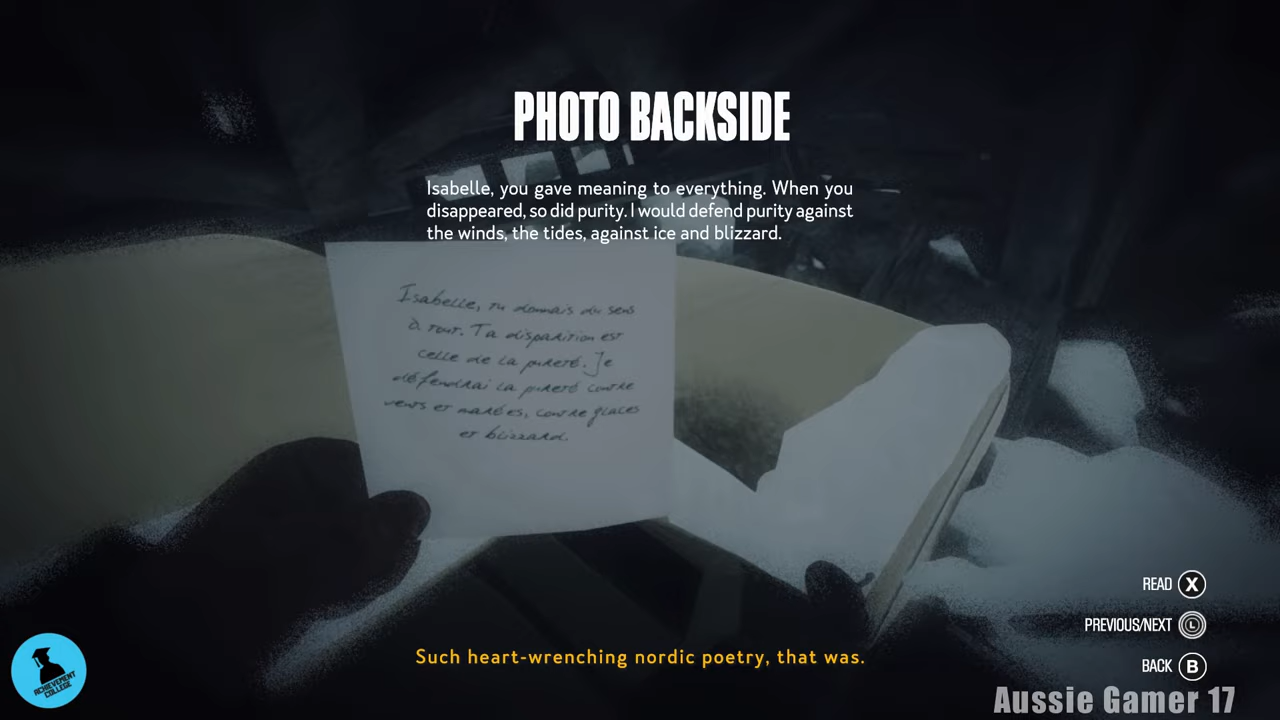 PHOTO BACKSIDE
Isabelle, you gave meaning to everything. When you
disappeared, so did purity. I would defend purity against
the winds, the tides, against ice and blizzard.
Isabelle, tu donnais du sens
à tout. Ta disparition est
celle de la pureté. Je
défendrai la pureté contre
vents et marées, contre glaces
et blizzard.
READ X
PREVIOUS/NEXT L
BACK B
Such heart-wrenching nordic poetry, that was.
ACHIEVEMENT
COLLEGE
Aussie Gamer 17